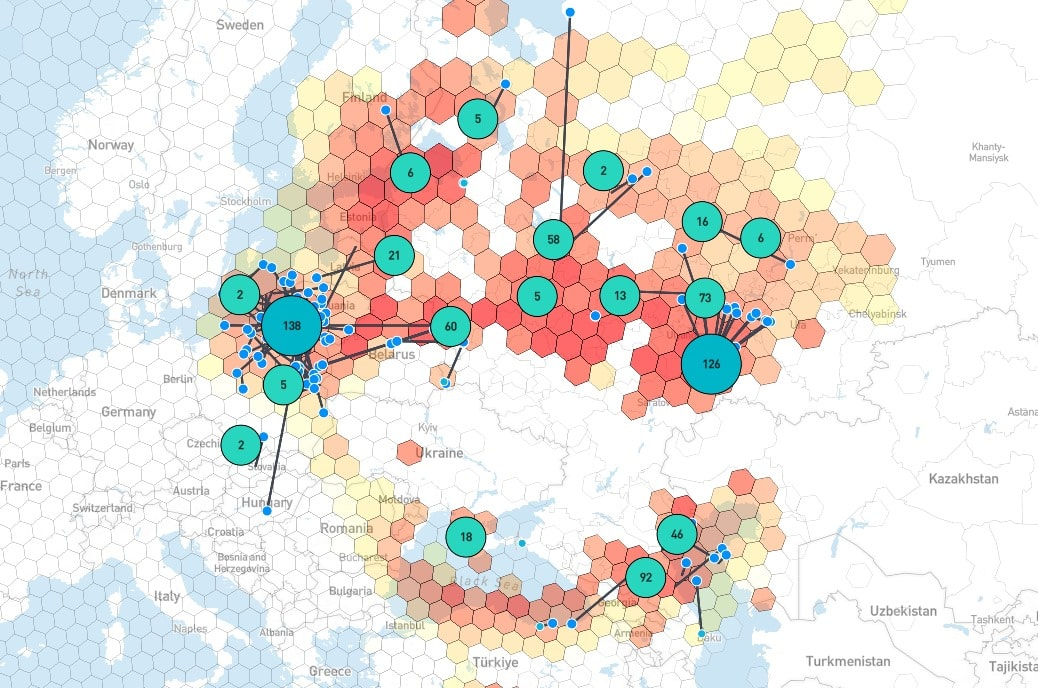 Sweden
Finland
5
Norway
Khanty-
Mansiysk
Bergen
6
2
Helsinki
Oslo
Stockholm
Estonia
16
Gothenburg
58
6
Perm'
21
Tyumen
North
Sea
Yekaterinburg
Denmark
2
5
13
73
Chelyabinsk
138
60
Ufa
Belarus
126
Berlin
5
Netherlands
Saratov
Germany
Astana
Belgium
Kyiv
2
Czechi
Ukraine
Paris
Slovakia
France
Austria
Kazakhstan
Hungary
Moldova
Switzerland
Romania
Croatia
18
46
Bosnia and
Herzegovina
Bucharest
92
Black Sea
Bulgaria
Italy
Georgia
Uzbekistan
Istanbul
Tashkent
Naples
Albania
Armenia
Baku
Türkiye
Turkmenistan
Greece
Tajikista